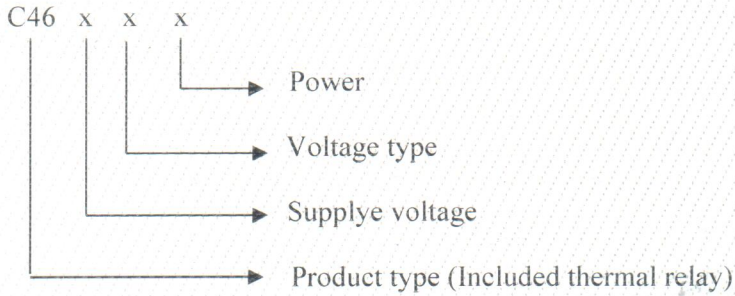 C46 x x x
Power
Voltage type
Supplye voltage
Product type (Included thermal relay)